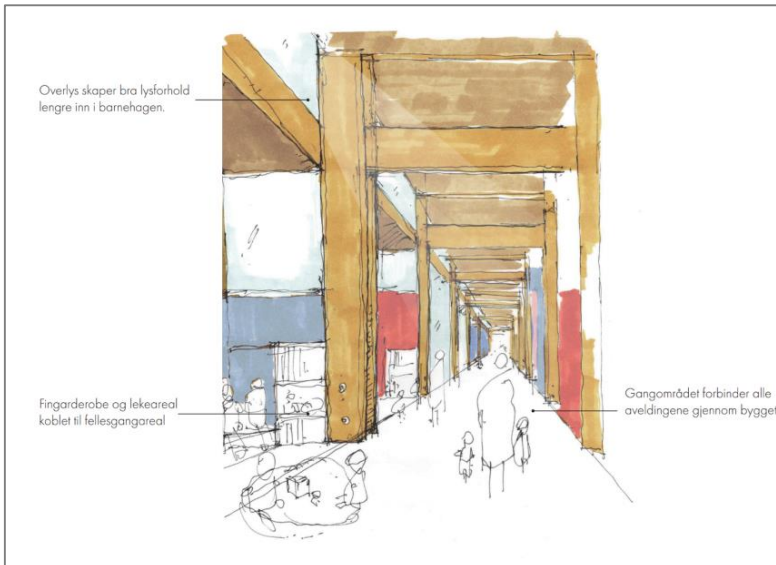 Overlys skaper bra lysforhold
lengre inn i barnehagen.
Fingarderobe og lekeareal
koblet til fellesgangareal
Gangområdet forbinder alle
aveldingene gjennom bygget